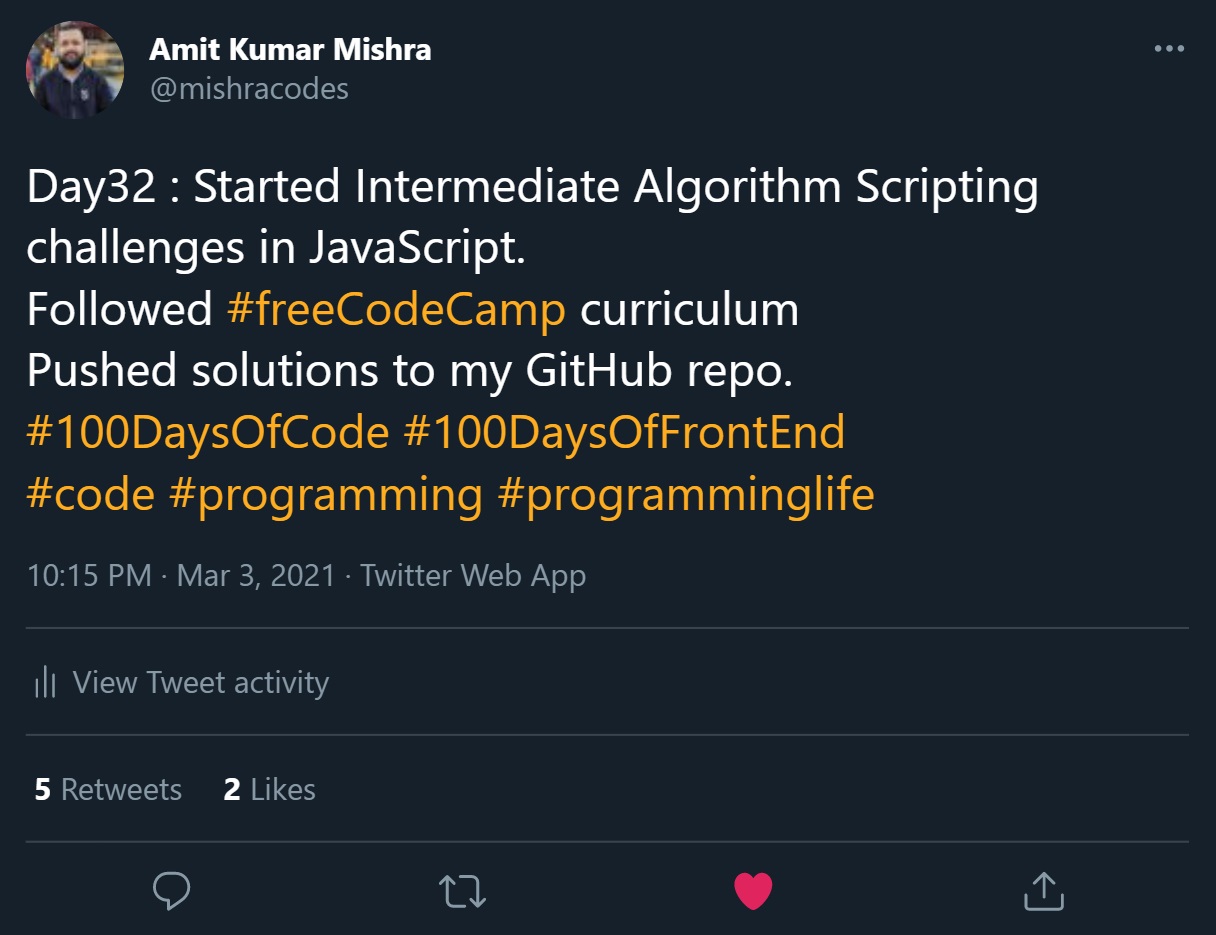 Amit Kumar Mishra
@mishracodes
Day32 : Started Intermediate Algorithm Scripting
challenges in JavaScript.
Followed #freeCodeCamp curriculum
Pushed solutions to my GitHub repo.
#100DaysOfCode #100DaysOfFrontEnd
#code #programming #programminglife
10:15 PM · Mar 3, 2021 · Twitter Web App
View Tweet activity
5 Retweets 2 Likes